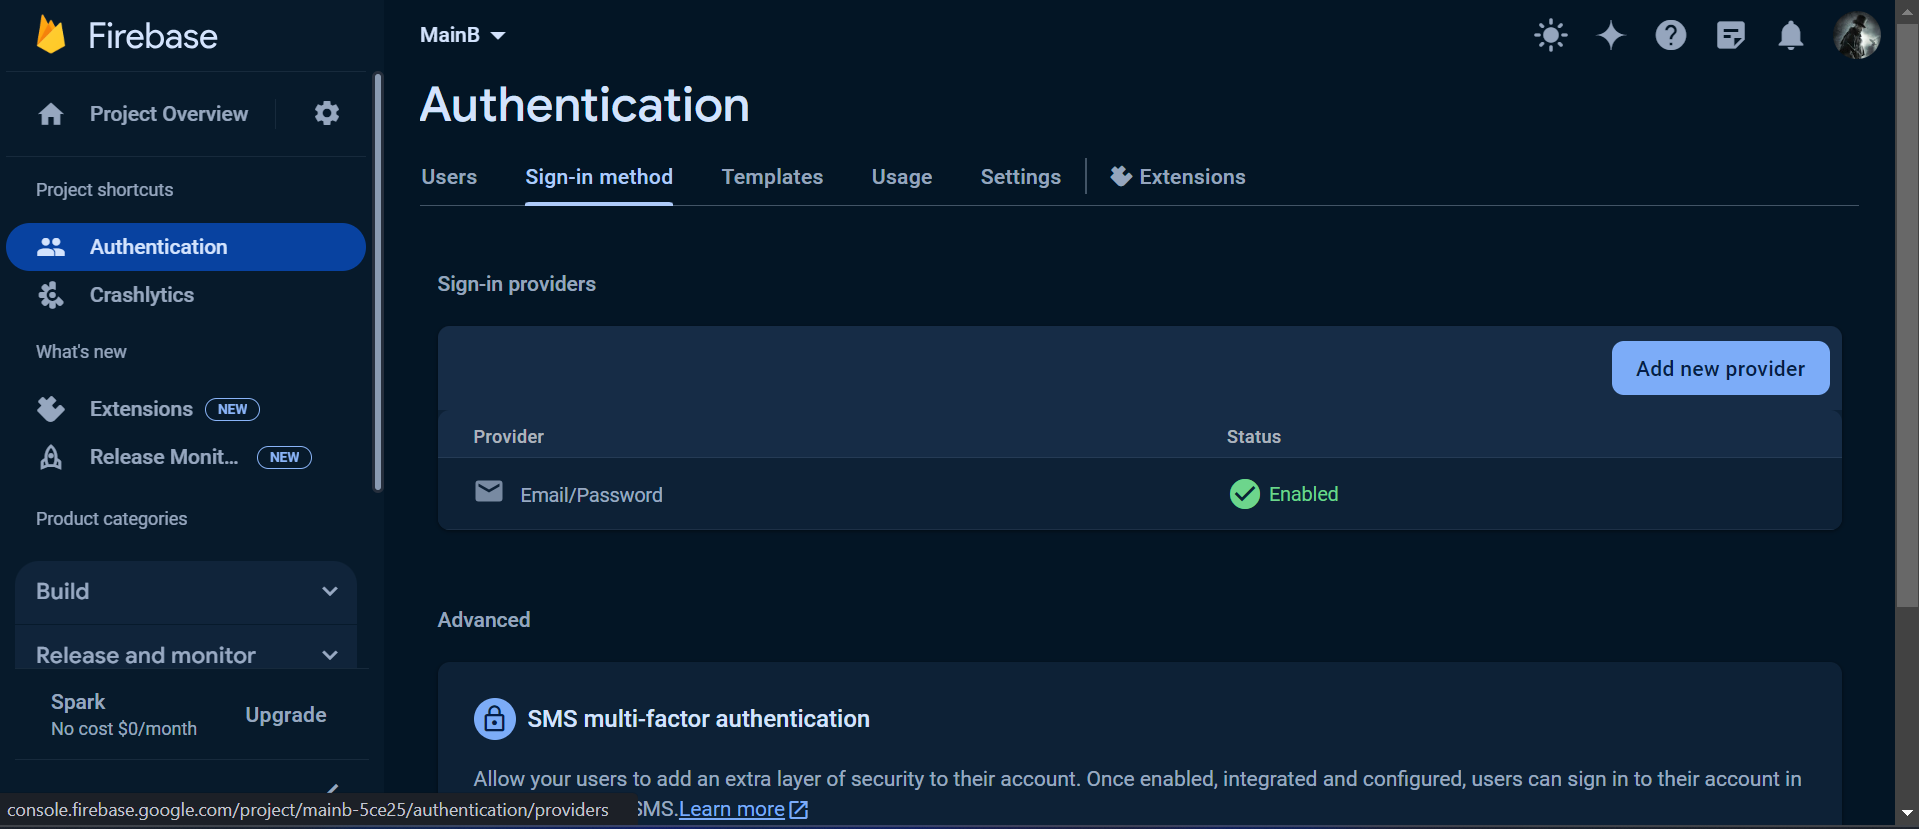 Firebase
Project Overview
Project shortcuts
Authentication
Crashlytics
What's new
Extensions NEW
Release Monit... NEW
Product categories
Build
Release and monitor
Spark
No cost $0/month
Upgrade
MainB
Authentication
Users Sign-in method Templates Usage Settings Extensions
Sign-in providers
Add new provider
Provider Status
Email/Password Enabled
Advanced
SMS multi-factor authentication
Allow your users to add an extra layer of security to their account. Once enabled, integrated and configured, users can sign in to their account in
SMS. Learn more
console.firebase.google.com/project/mainb-5ce25/authentication/providers